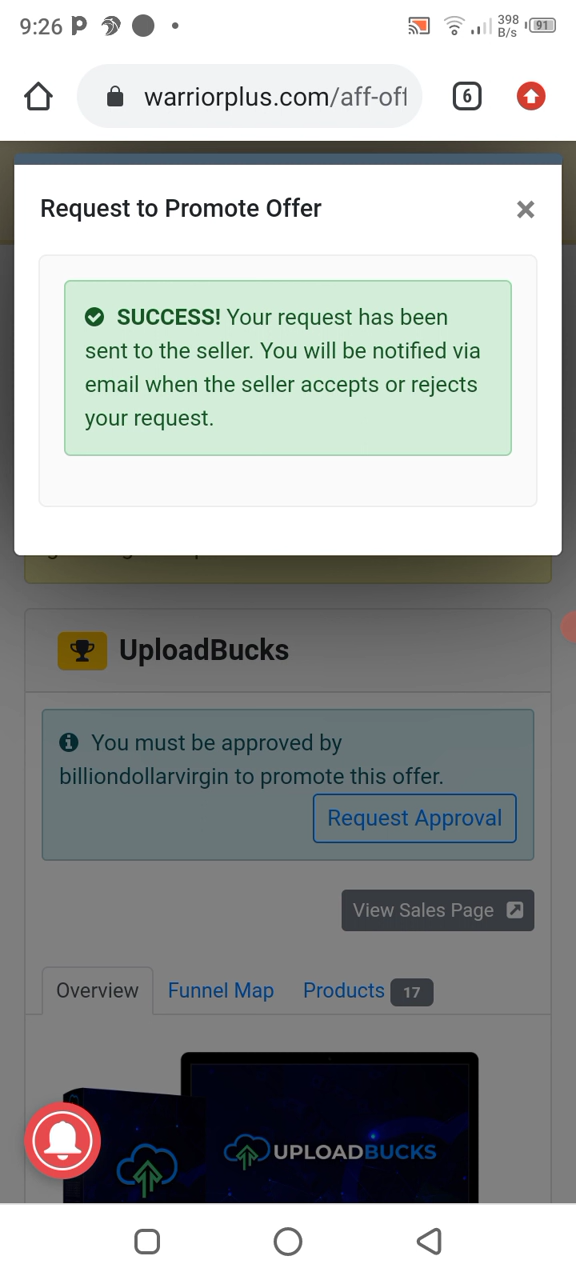 9:26
398 B/s
91
warriorplus.com/aff-off
6
Request to Promote Offer
SUCCESS! Your request has been
sent to the seller. You will be notified via
email when the seller accepts or rejects
your request.
UploadBucks
You must be approved by
billiondollarvirgin to promote this offer.
Request Approval
View Sales Page
Overview Funnel Map Products 17
UPLOADBUCKS